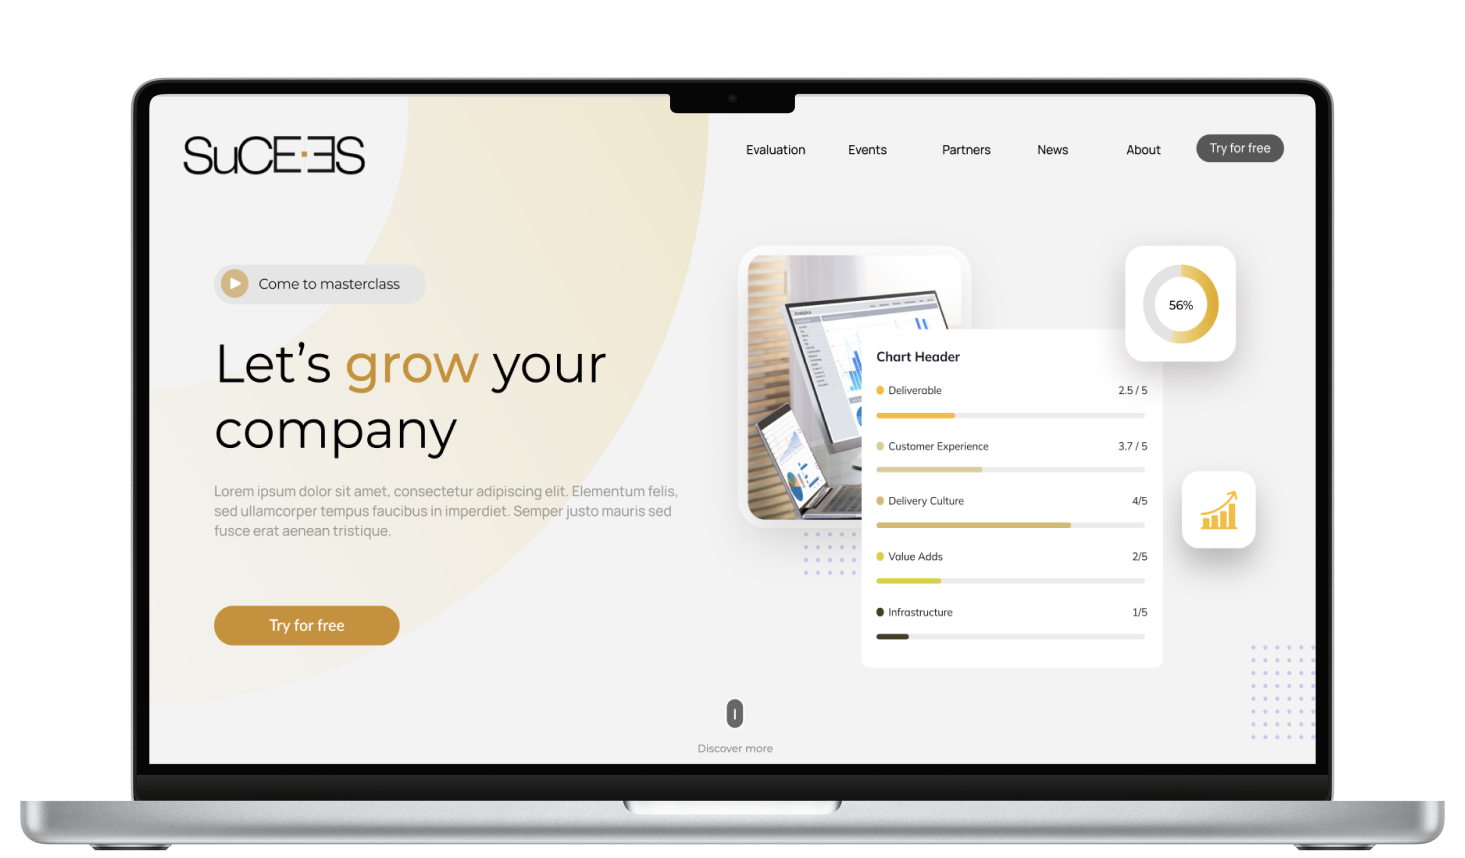 SuCEES
Evaluation
Events
Partners
News
About
Try for free
Come to masterclass
Let's grow your
company
Lorem ipsum dolor sit amet, consectetur adipiscing elit. Elementum felis,
sed ullamcorper tempus faucibus in imperdiet. Semper justo mauris sed
fusce erat aenean tristique.
Try for free
Analytics
56%
Chart Header
Deliverable 2.5 / 5
Customer Experience 3.7 / 5
Delivery Culture 4/5
Value Adds 2/5
Infrastructure 1/5
Discover more